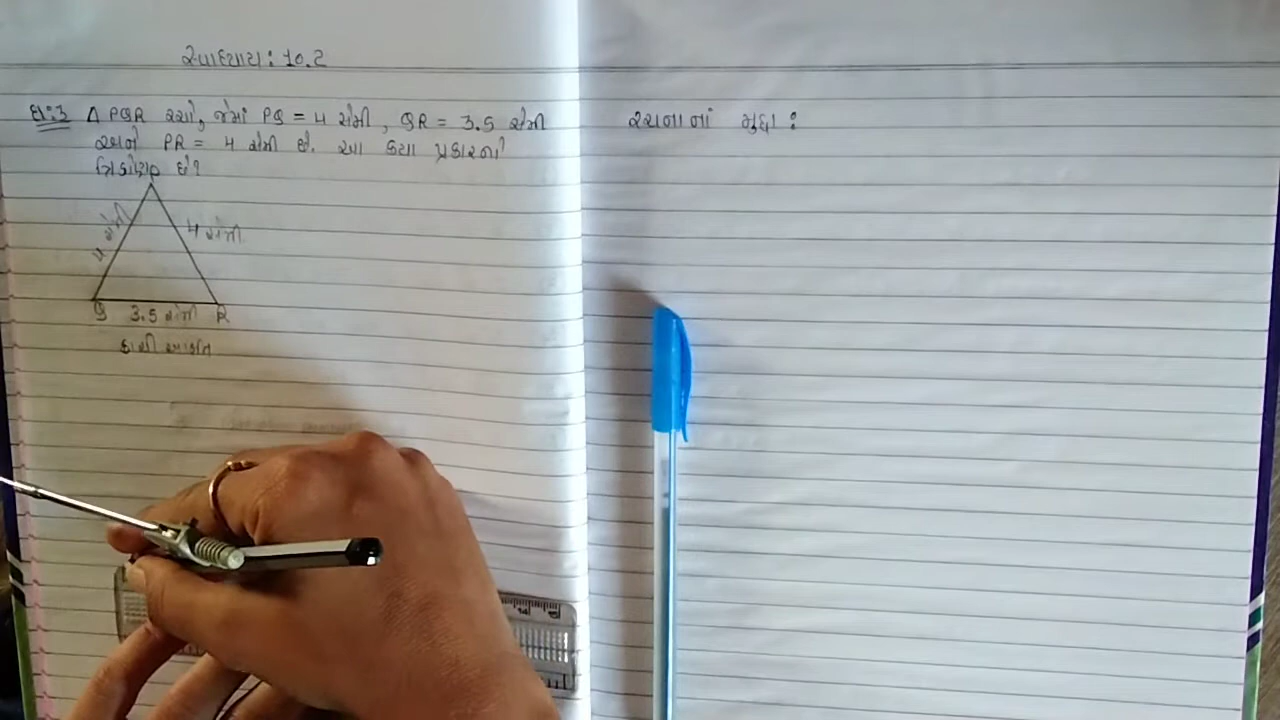 સ્વાધ્યાય: 10.2
દા:3 △ PQR રચો, જેમાં PQ = 4 સેમી, QR = 3.5 સેમી
અને PR = 4 સેમી છે. આ કયા પ્રકારનો
ત્રિકોણ છે?
P
4 સેમી
4 સેમી
Q 3.5 સેમી R
કાચી આકૃતિ
રચનાનાં મુદ્દા :